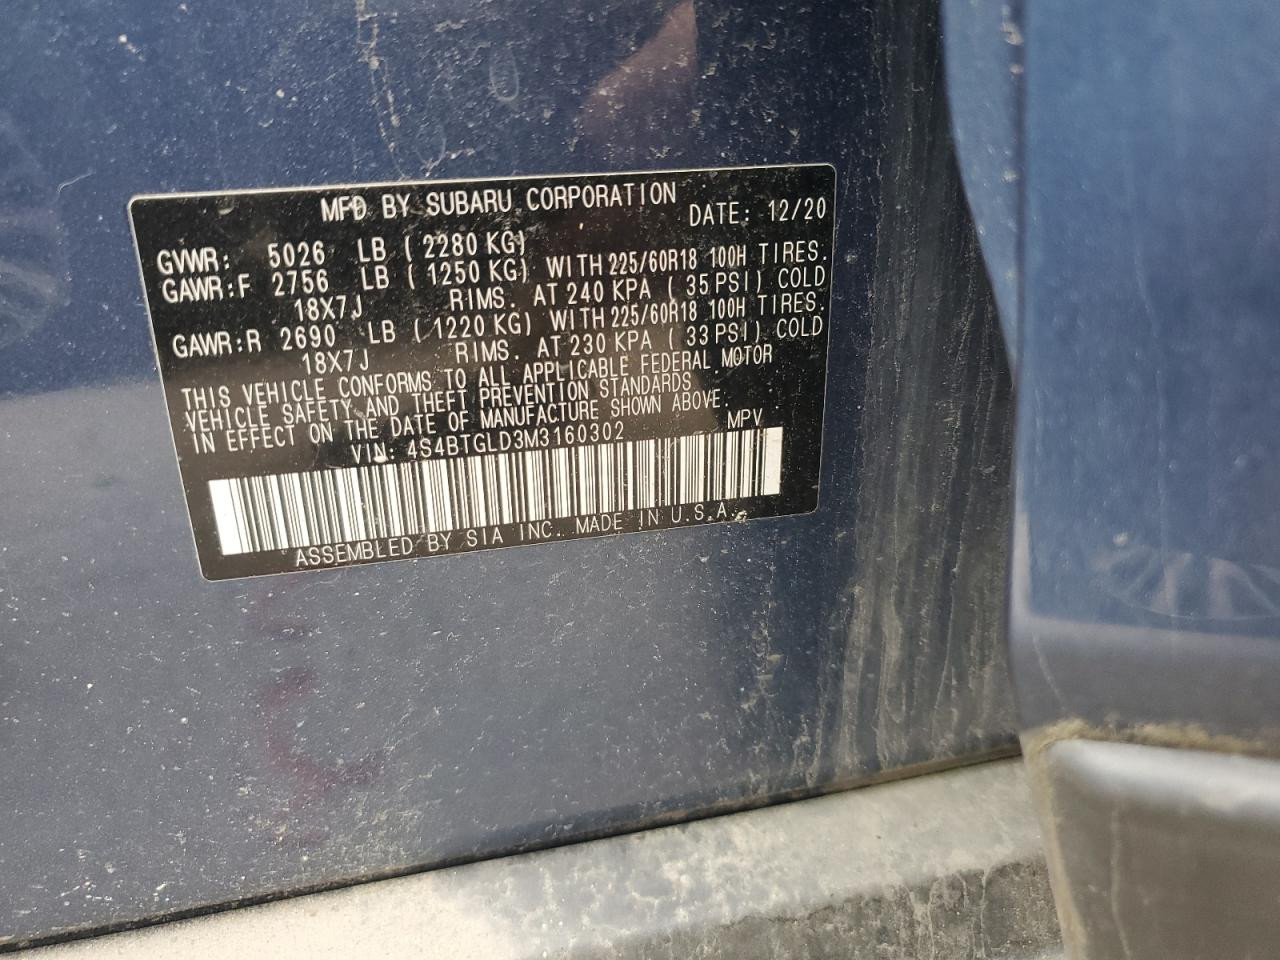 MFD BY SUBARU CORPORATION
DATE: 12/20
GVWR: 5026 LB ( 2280 KG)
GAWR:F 2756 LB ( 1250 KG) WITH 225/60R18 100H TIRES.
18X7J RIMS. AT 240 KPA ( 35 PSI) COLD
GAWR:R 2690 LB ( 1220 KG) WITH 225/60R18 100H TIRES.
18X7J RIMS. AT 230 KPA ( 33 PSI) COLD
THIS VEHICLE CONFORMS TO ALL APPLICABLE FEDERAL MOTOR
VEHICLE SAFETY AND THEFT PREVENTION STANDARDS
IN EFFECT ON THE DATE OF MANUFACTURE SHOWN ABOVE.
VIN: 4S4BTGLD3M3160302 MPV
ASSEMBLED BY SIA INC. MADE IN U.S.A.